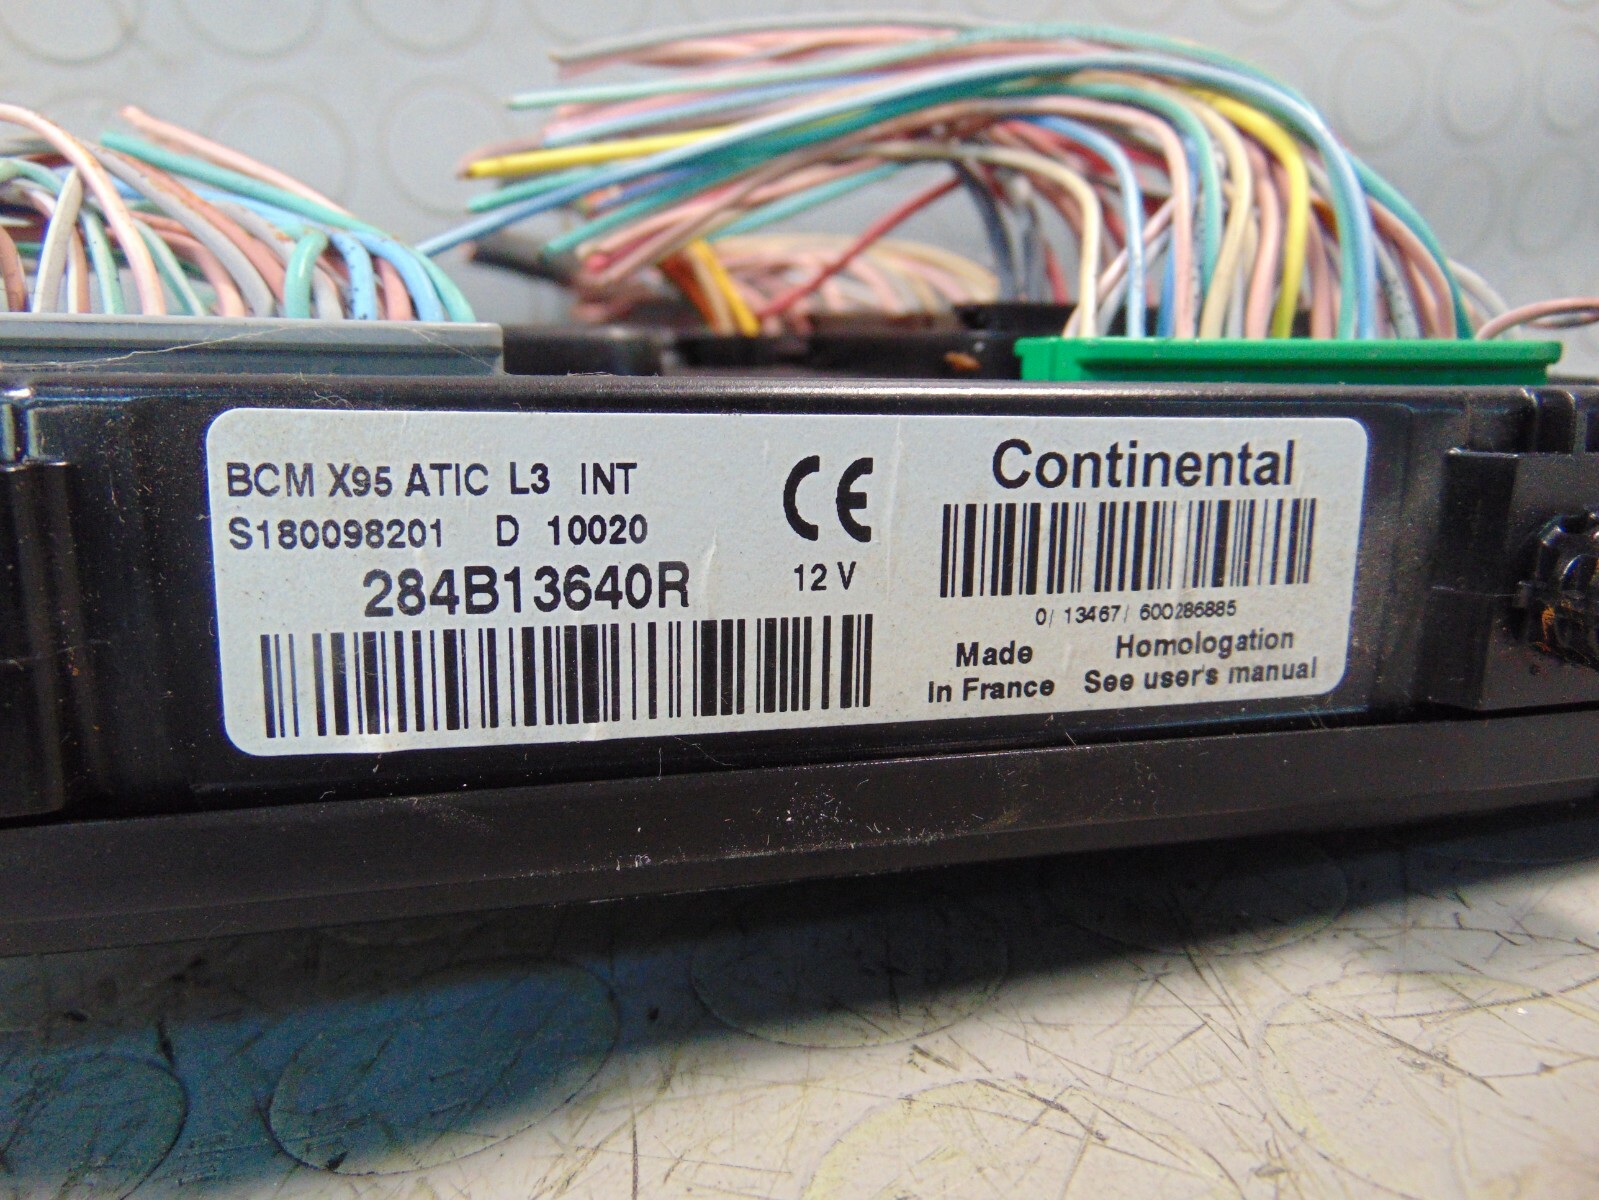 BCM X95 ATIC L3 INT
S180098201 D 10020
284B13640R
CE
12 V
Continental
0/ 13467/ 600286885
Made
In France
Homologation
See user's manual